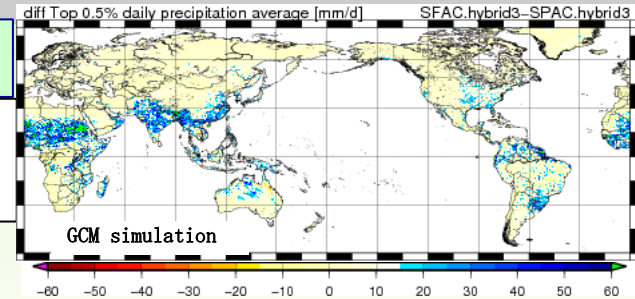 diff Top 0.5% daily precipitation average [mm/d] SFAC.hybrid3−SPAC.hybrid3
GCM simulation
−60 −50 −40 −30 −20 −10 0 10 20 30 40 50 60